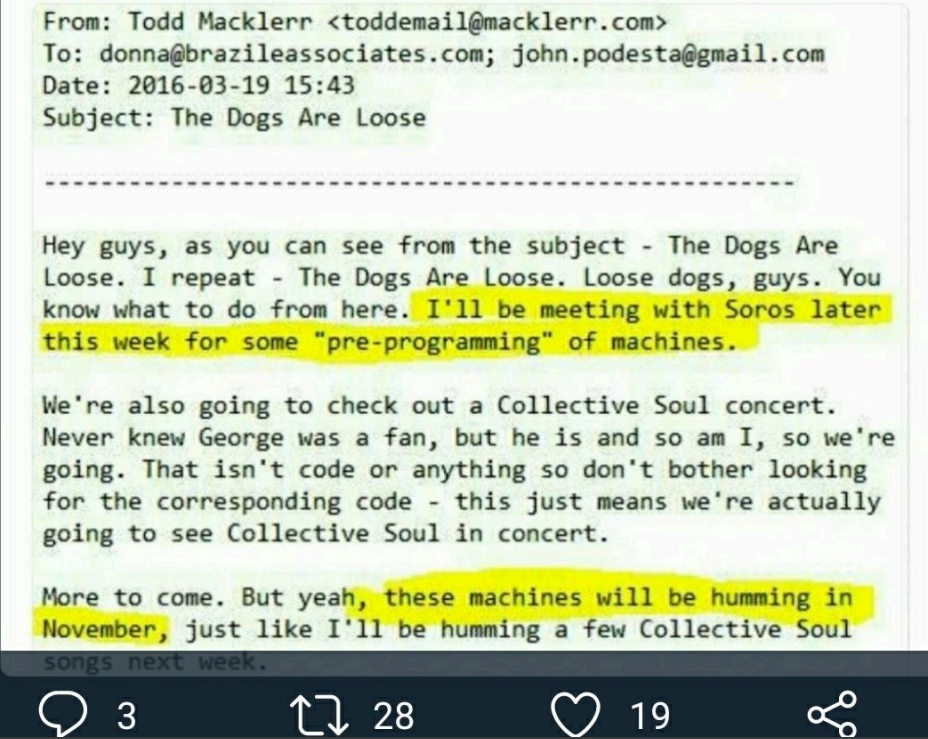 From: Todd Macklerr <toddemail@macklerr.com>
To: donna@brazileassociates.com; john.podesta@gmail.com
Date: 2016-03-19 15:43
Subject: The Dogs Are Loose
-----------------------------------------------------
Hey guys, as you can see from the subject - The Dogs Are
Loose. I repeat - The Dogs Are Loose. Loose dogs, guys. You
know what to do from here. I'll be meeting with Soros later
this week for some "pre-programming" of machines.
We're also going to check out a Collective Soul concert.
Never knew George was a fan, but he is and so am I, so we're
going. That isn't code or anything so don't bother looking
for the corresponding code - this just means we're actually
going to see Collective Soul in concert.
More to come. But yeah, these machines will be humming in
November, just like I'll be humming a few Collective Soul
songs next week.
3 28 19